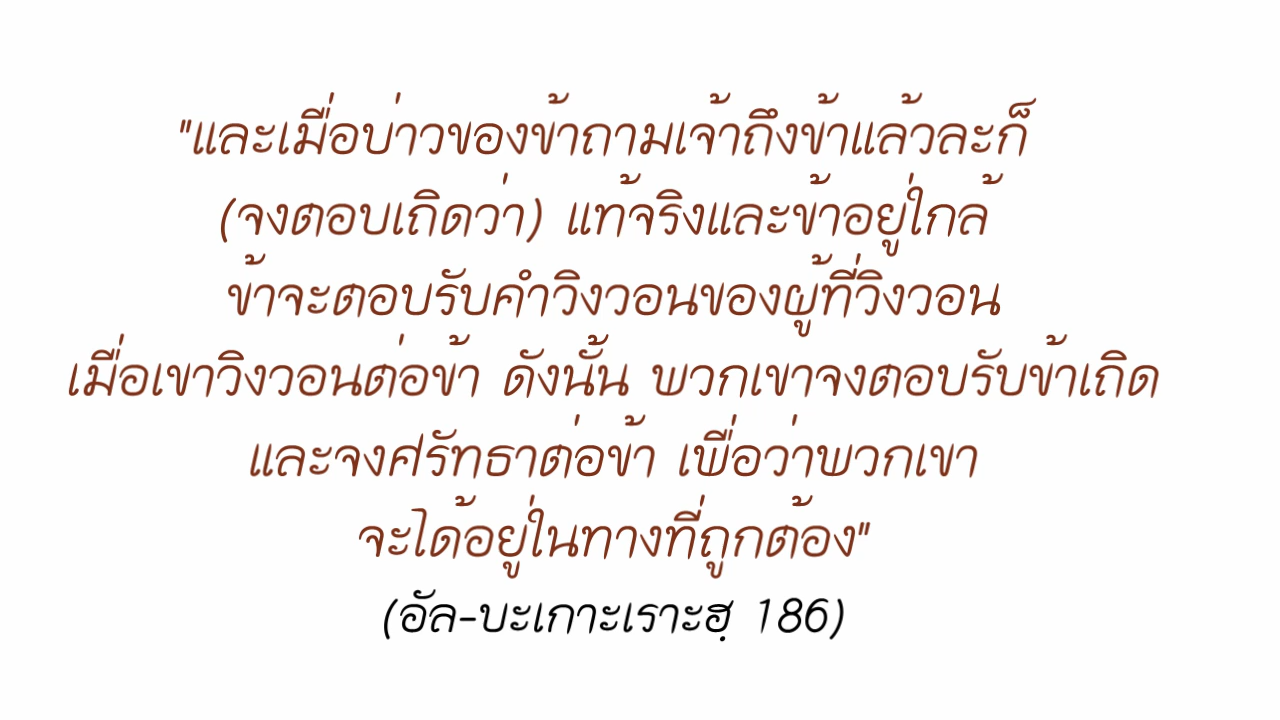 "และเมื่อบ่าวของข้าถามเจ้าถึงข้าแล้วละก็
(จงตอบเถิดว่า) แท้จริงและข้าอยู่ใกล้
ข้าจะตอบรับคำวิงวอนของผู้ที่วิงวอน
เมื่อเขาวิงวอนต่อข้า ดังนั้น พวกเขาจงตอบรับข้าเถิด
และจงศรัทธาต่อข้า เพื่อว่าพวกเขา
จะได้อยู่ในทางที่ถูกต้อง"
(อัล-บะเกาะเราะฮฺ 186)